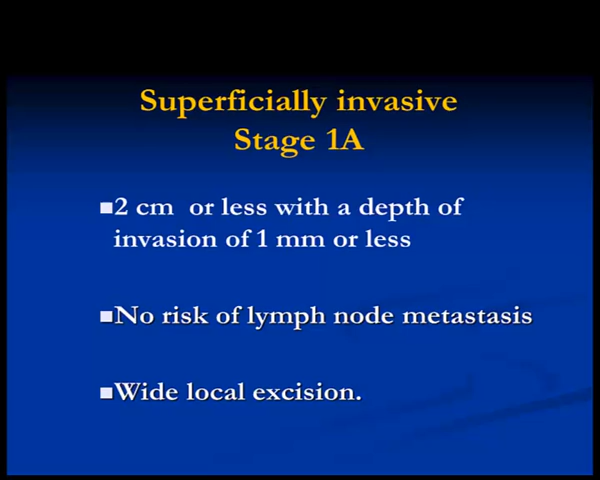 Superficially invasive
Stage 1A
■2 cm or less with a depth of
invasion of 1 mm or less
■No risk of lymph node metastasis
■Wide local excision.